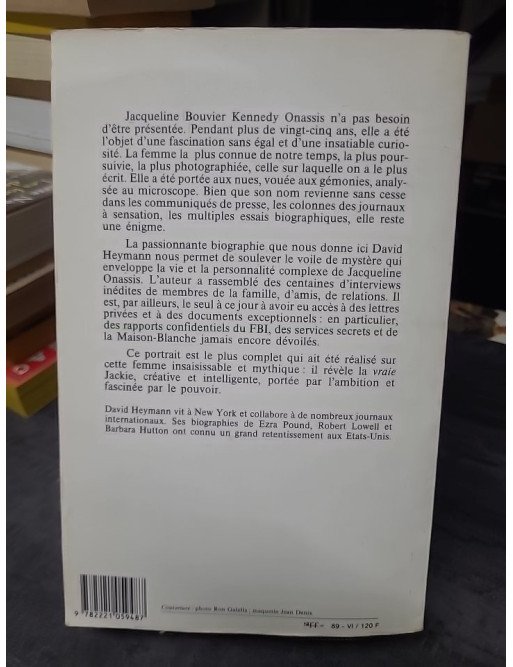 Jacqueline Bouvier Kennedy Onassis n'a pas besoin
d'être présentée. Pendant plus de vingt-cinq ans, elle a été
l'objet d'une fascination sans égal et d'une insatiable curio-
sité. La femme la plus connue de notre temps, la plus pour-
suivie, la plus photographiée, celle sur laquelle on a le plus
écrit. Elle a été portée aux nues, vouée aux gémonies, analy-
sée au microscope. Bien que son nom revienne sans cesse
dans les communiqués de presse, les colonnes des journaux
à sensation, les multiples essais biographiques, elle reste
une énigme.
La passionnante biographie que nous donne ici David
Heymann nous permet de soulever le voile de mystère qui
enveloppe la vie et la personnalité complexe de Jacqueline
Onassis. L'auteur a rassemblé des centaines d'interviews
inédites de membres de la famille, d'amis, de relations. Il
est, par ailleurs, le seul à ce jour à avoir eu accès à des lettres
privées et à des documents exceptionnels : en particulier,
des rapports confidentiels du FBI, des services secrets et de
la Maison-Blanche jamais encore dévoilés.
Ce portrait est le plus complet qui ait été réalisé sur
cette femme insaisissable et mythique : il révèle la vraie
Jackie, créative et intelligente, portée par l'ambition et
fascinée par le pouvoir.
David Heymann vit à New York et collabore à de nombreux journaux
internationaux. Ses biographies de Ezra Pound, Robert Lowell et
Barbara Hutton ont connu un grand retentissement aux Etats-Unis.
9 782221 059487
Couverture : photo Ron Galella ; maquette Jean Denis
89 - VI / 120 F